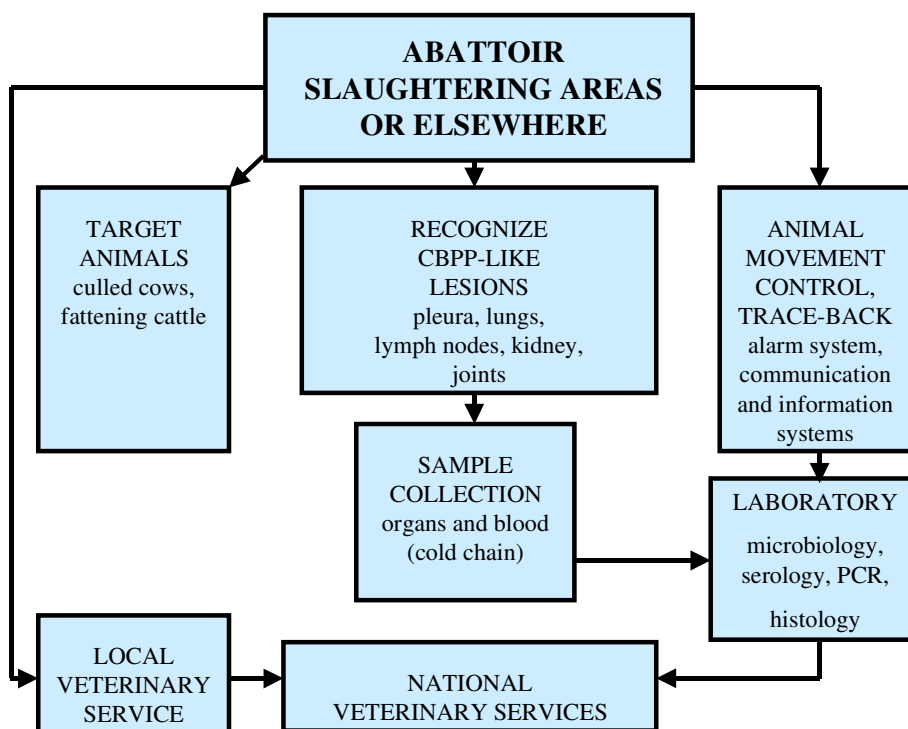 ABATTOIR
SLAUGHTERING AREAS
OR ELSEWHERE
TARGET
ANIMALS
culled cows,
fattening cattle
RECOGNIZE
CBPP-LIKE
LESIONS
pleura, lungs,
lymph nodes, kidney,
joints
ANIMAL
MOVEMENT
CONTROL,
TRACE-BACK
alarm system,
communication
and information
systems
SAMPLE
COLLECTION
organs and blood
(cold chain)
LABORATORY
microbiology,
serology, PCR,
histology
LOCAL
VETERINARY
SERVICE
NATIONAL
VETERINARY SERVICES